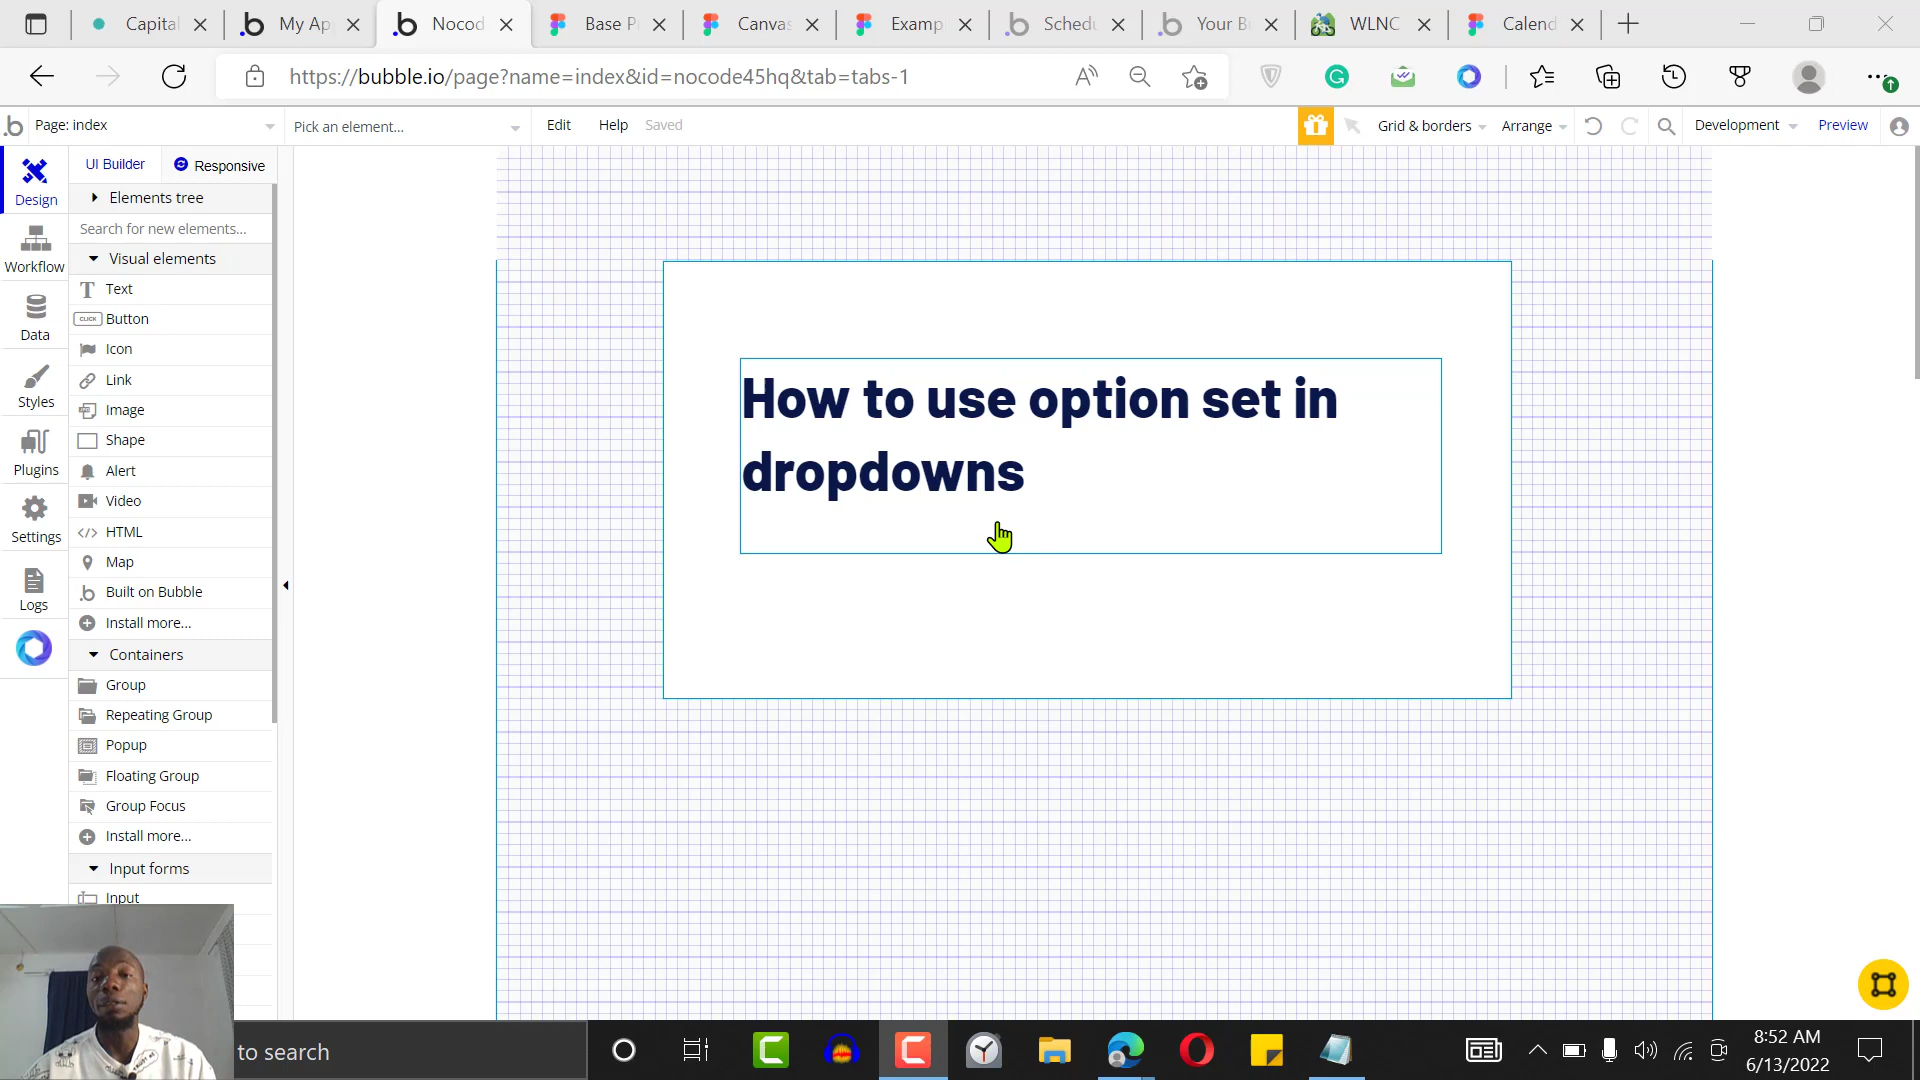 Capital
My Ap
Nocod
Base P
Canvas
Examp
Schedu
Your B
WLNC
Calend
https://bubble.io/page?name=index&id=nocode45hq&tab=tabs-1
Page: index
Pick an element...
Edit
Help
Saved
Grid & borders
Arrange
Development
Preview
Design
Workflow
Data
Styles
Plugins
Settings
Logs
UI Builder
Responsive
Elements tree
Search for new elements...
Visual elements
Text
CLICK Button
Icon
Link
Image
Shape
Alert
Video
HTML
Map
Built on Bubble
Install more...
Containers
Group
Repeating Group
Popup
Floating Group
Group Focus
Install more...
Input forms
Input
How to use option set in
dropdowns
to search
8:52 AM
6/13/2022